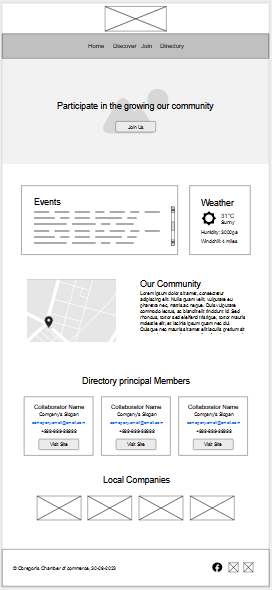 Home Discover Join Directory
Participate in the growing our community
Join Us
Events
Weather
31°C
Sunny
Humidity: 3000pa
Windchill: 4 miles
Our Community
Lorem ipsum dolor sit amet, consectetur
adipiscing elit. Nulla quam velit, vulputate eu
pharetra nec, mattis ac neque. Duis vulputate
commodo lectus, ac blandit elit tincidunt id. Sed
rhoncus, tortor sed eleifend tristique, tortor mauris
molestie elit, et lacinia ipsum quam nec dui.
Quisque nec mauris sit amet elit iaculis pretium sit
Directory principal Members
Collaborator Name
Company's Slogan
companyemail@email.com
+999-999-99999
Visit Site
Collaborator Name
Company's Slogan
companyemail@email.com
+999-999-99999
Visit Site
Collaborator Name
Company's Slogan
companyemail@email.com
+999-999-99999
Visit Site
Local Companies
© Obregonis Chamber of commerce, 30-09-2023